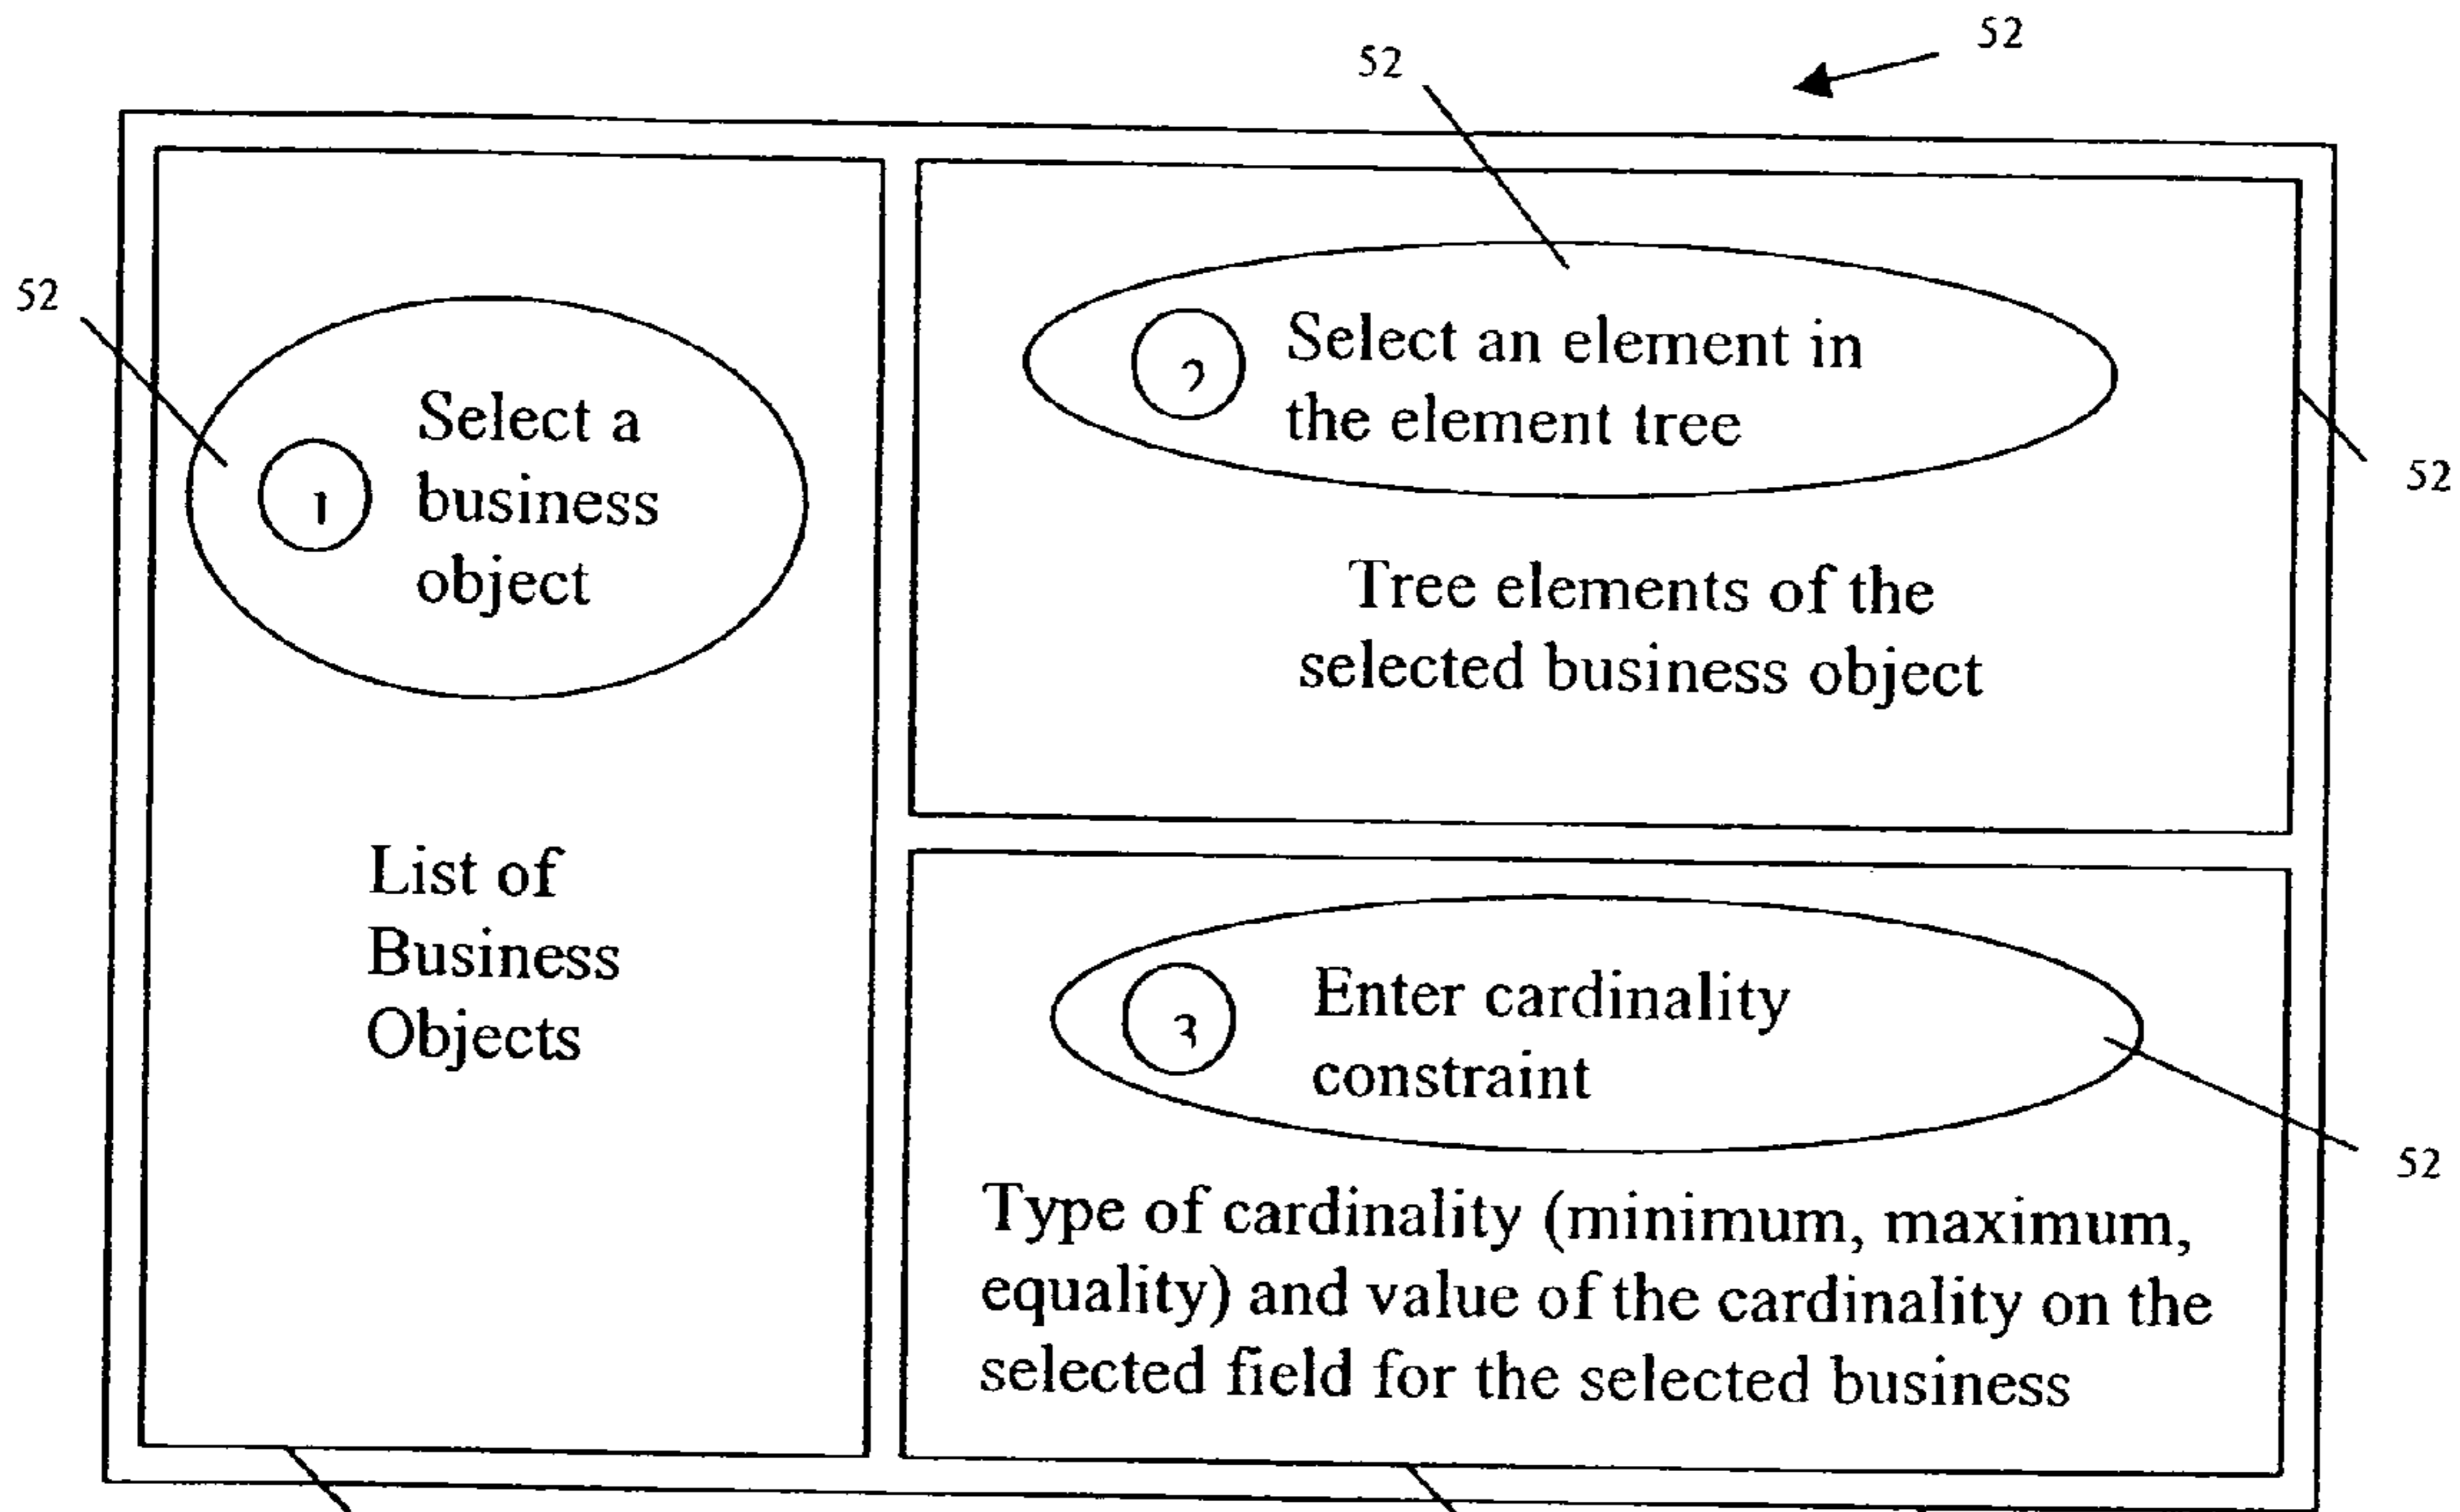 52
52
52
1
Select a
business
object
List of
Business
Objects
2
Select an element in
the element tree
52
Tree elements of the
selected business object
3
Enter cardinality
constraint
52
Type of cardinality (minimum, maximum,
equality) and value of the cardinality on the
selected field for the selected business